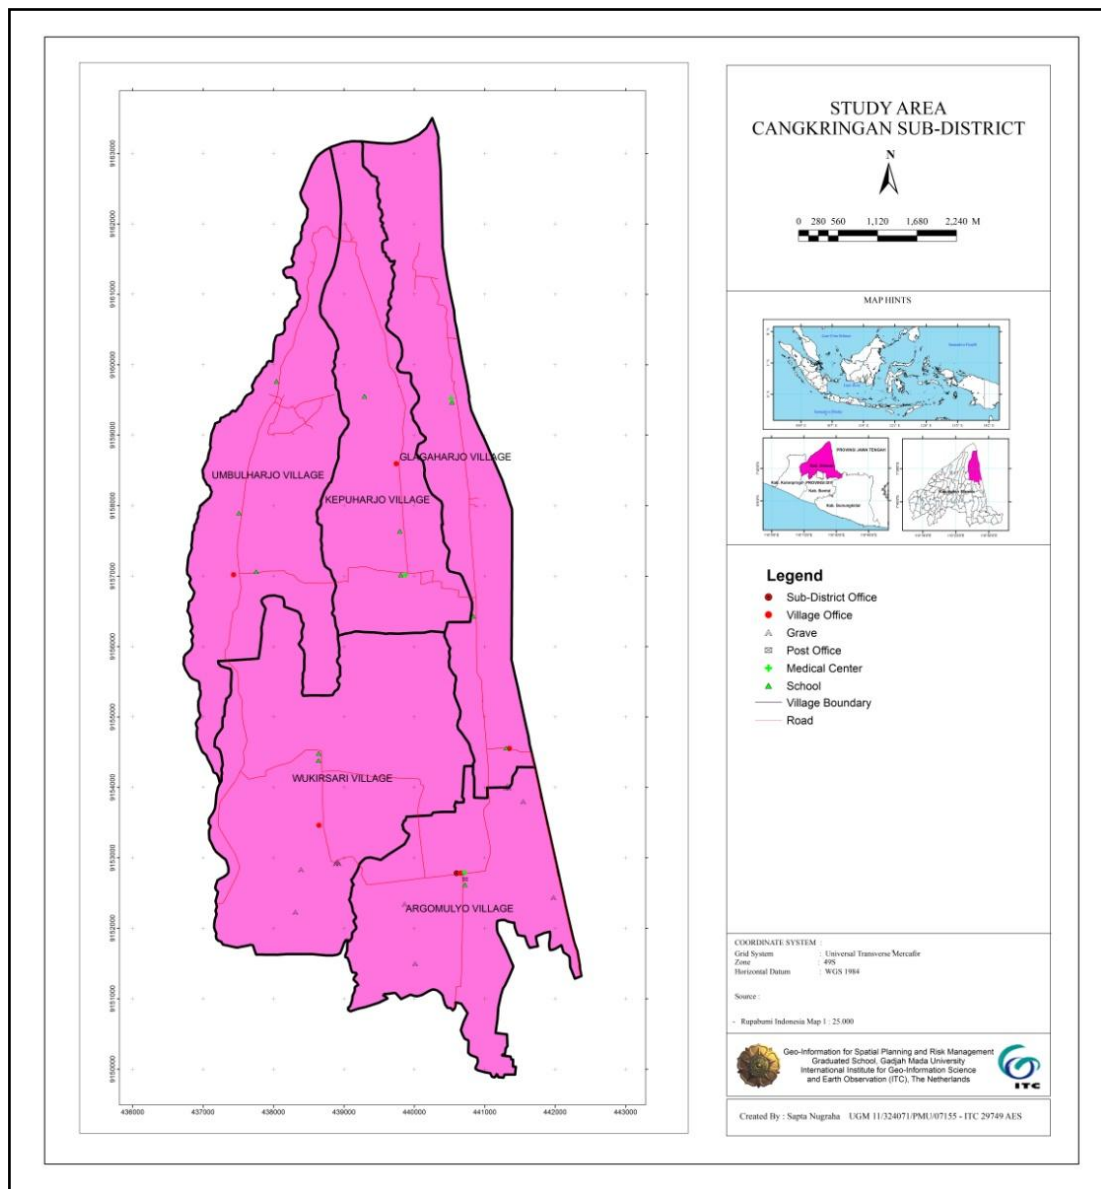 STUDY AREA
CANGKRINGAN SUB-DISTRICT
N
0 280 560 1,120 1,680 2,240 M
MAP HINTS
PROVINSI JAWA TENGAH
Legend
Sub-District Office
Village Office
Grave
Post Office
Medical Center
School
Village Boundary
Road
COORDINATE SYSTEM :
Grid System : Universal Transverse Mercator
Zone : 49S
Horizontal Datum : WGS 1984
Source :
- Rupabumi Indonesia Map 1 : 25.000
Geo-Information for Spatial Planning and Risk Management
Graduated School, Gadjah Mada University
International Institute for Geo-Information Science
and Earth Observation (ITC), The Netherlands
ITC
Created By : Sapta Nugraha UGM 11/324071/PMU/07155 - ITC 29749 AES
GLAGAHARJO VILLAGE
UMBULHARJO VILLAGE
KEPUHARJO VILLAGE
WUKIRSARI VILLAGE
ARGOMULYO VILLAGE
9163000
9162000
9161000
9160000
9159000
9158000
9157000
9156000
9155000
9154000
9153000
9152000
9151000
9150000
436000 437000 438000 439000 440000 441000 442000 443000